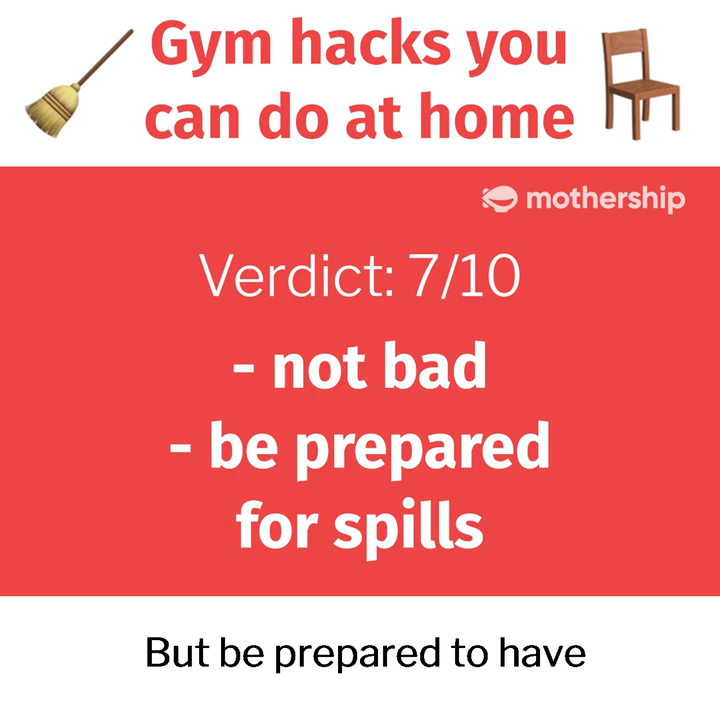 Gym hacks you
can do at home
mothership
Verdict: 7/10
- not bad
- be prepared
for spills
But be prepared to have